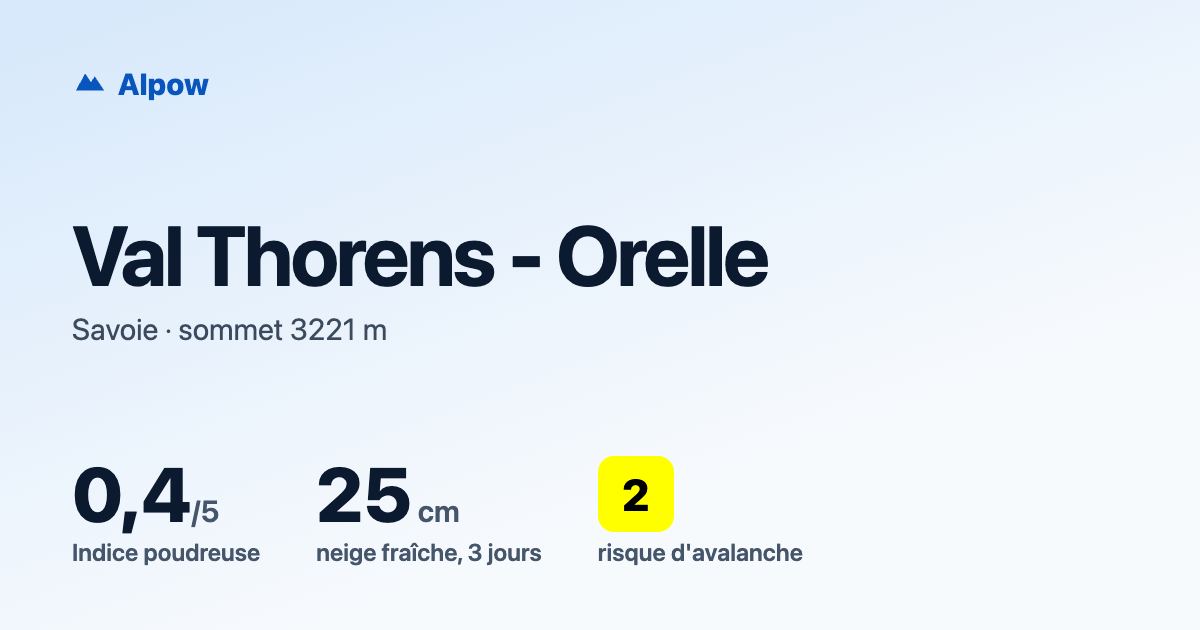 Alpow
Val Thorens - Orelle
Savoie · sommet 3221 m
0,4/5 25 cm 2
Indice poudreuse neige fraîche, 3 jours risque d'avalanche